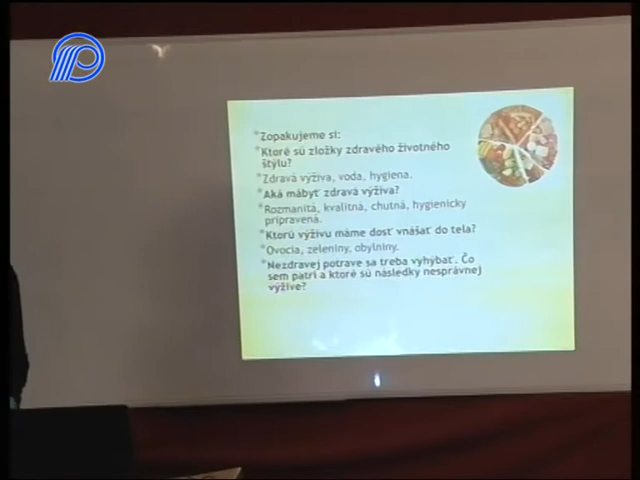 *Zopakujeme si:
*Ktoré sú zložky zdravého životného
štýlu?
*Zdravá výživa, voda, hygiena.
*Aká mábyť zdravá výživa?
*Rozmanitá, kvalitná, chutná, hygienicky
pripravená.
*Ktorú výživu máme dosť vnášať do tela?
*Ovocia, zeleniny, obylniny.
*Nezdravej potrave sa treba vyhýbať. Čo
sem patrí a ktoré sú následky nesprávnej
výžive?